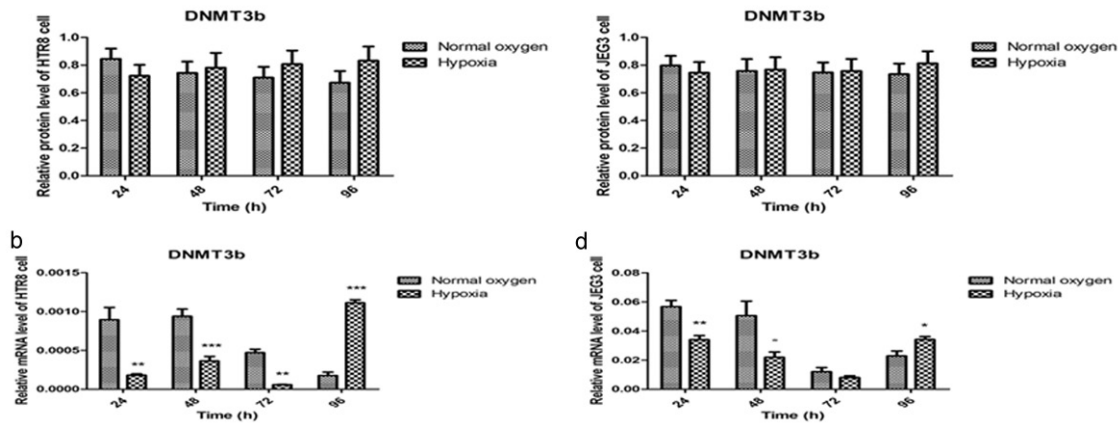 DNMT3b
Relative protein level of HTR8 cell
1.0
0.8
0.6
0.4
0.2
0.0
24
48
72
96
Time (h)
Normal oxygen
Hypoxia
DNMT3b
Relative protein level of JEG3 cell
1.0
0.8
0.6
0.4
0.2
0.0
24
48
72
96
Time (h)
Normal oxygen
Hypoxia
b
DNMT3b
Relative mRNA level of HTR8 cell
0.0015
0.0010
0.0005
0.0000
**
***
**
***
24
48
72
96
Time (h)
Normal oxygen
Hypoxia
d
DNMT3b
Relative mRNA level of JEG3 cell
0.08
0.06
0.04
0.02
0.00
**
*
24
48
72
96
Time (h)
Normal oxygen
Hypoxia